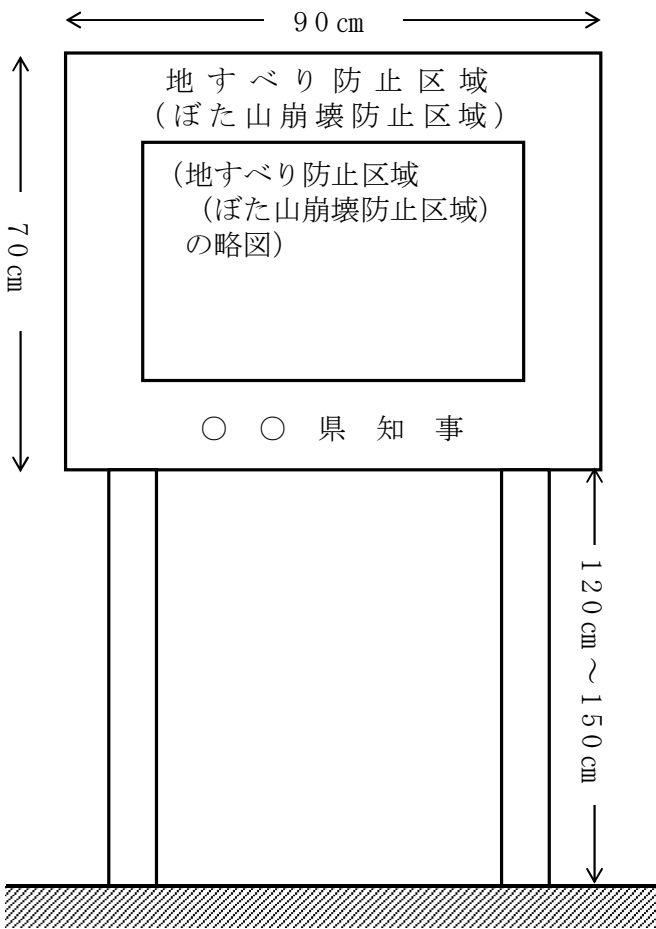 90㎝
地すべり防止区域
(ぼた山崩壊防止区域)
(地すべり防止区域
(ぼた山崩壊防止区域)
の略図)
70㎝
○○県知事
120㎝~150㎝